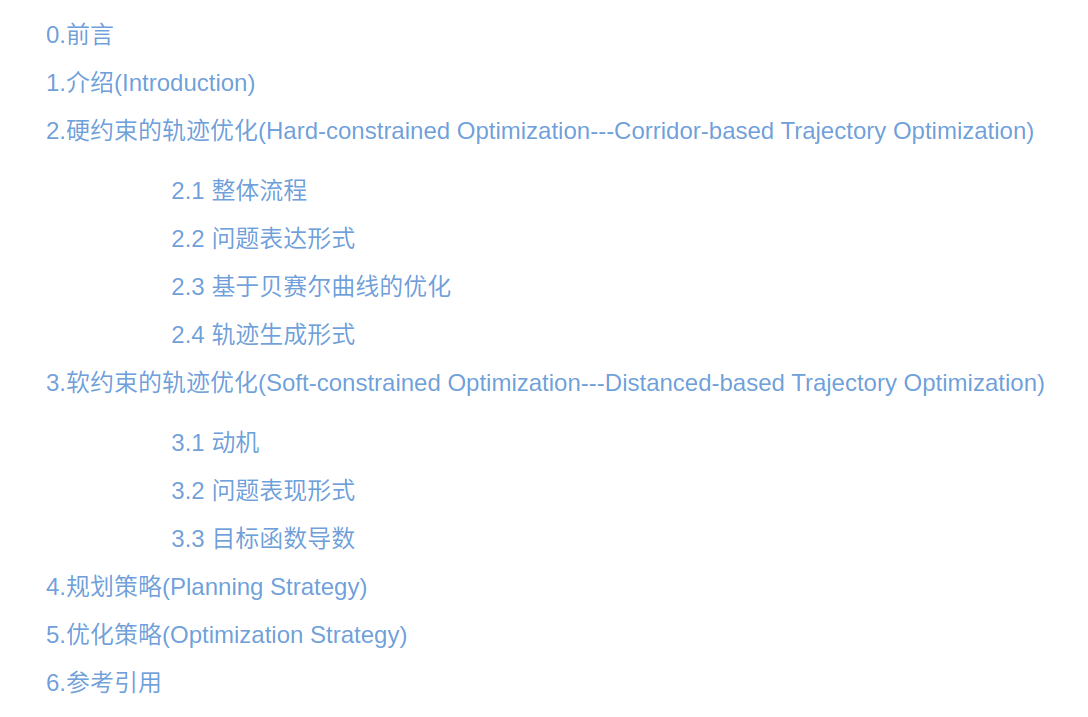 0.前言
1.介绍(Introduction)
2.硬约束的轨迹优化(Hard-constrained Optimization---Corridor-based Trajectory Optimization)
2.1 整体流程
2.2 问题表达形式
2.3 基于贝赛尔曲线的优化
2.4 轨迹生成形式
3.软约束的轨迹优化(Soft-constrained Optimization---Distanced-based Trajectory Optimization)
3.1 动机
3.2 问题表现形式
3.3 目标函数导数
4.规划策略(Planning Strategy)
5.优化策略(Optimization Strategy)
6.参考引用